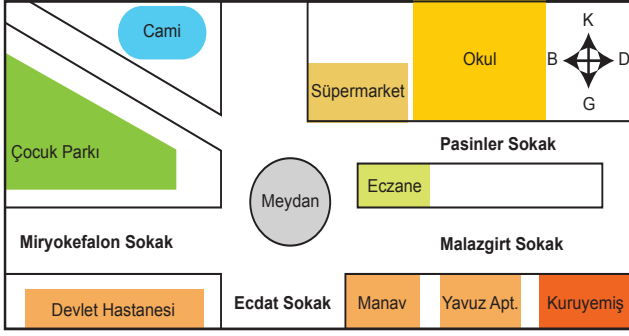 Cami
K
Okul
B
D
Süpermarket
G
Pasinler Sokak
Çocuk Parkı
Eczane
Meydan
Miryokefalon Sokak
Malazgirt Sokak
Devlet Hastanesi
Ecdat Sokak
Manav
Yavuz Apt.
Kuruyemiş